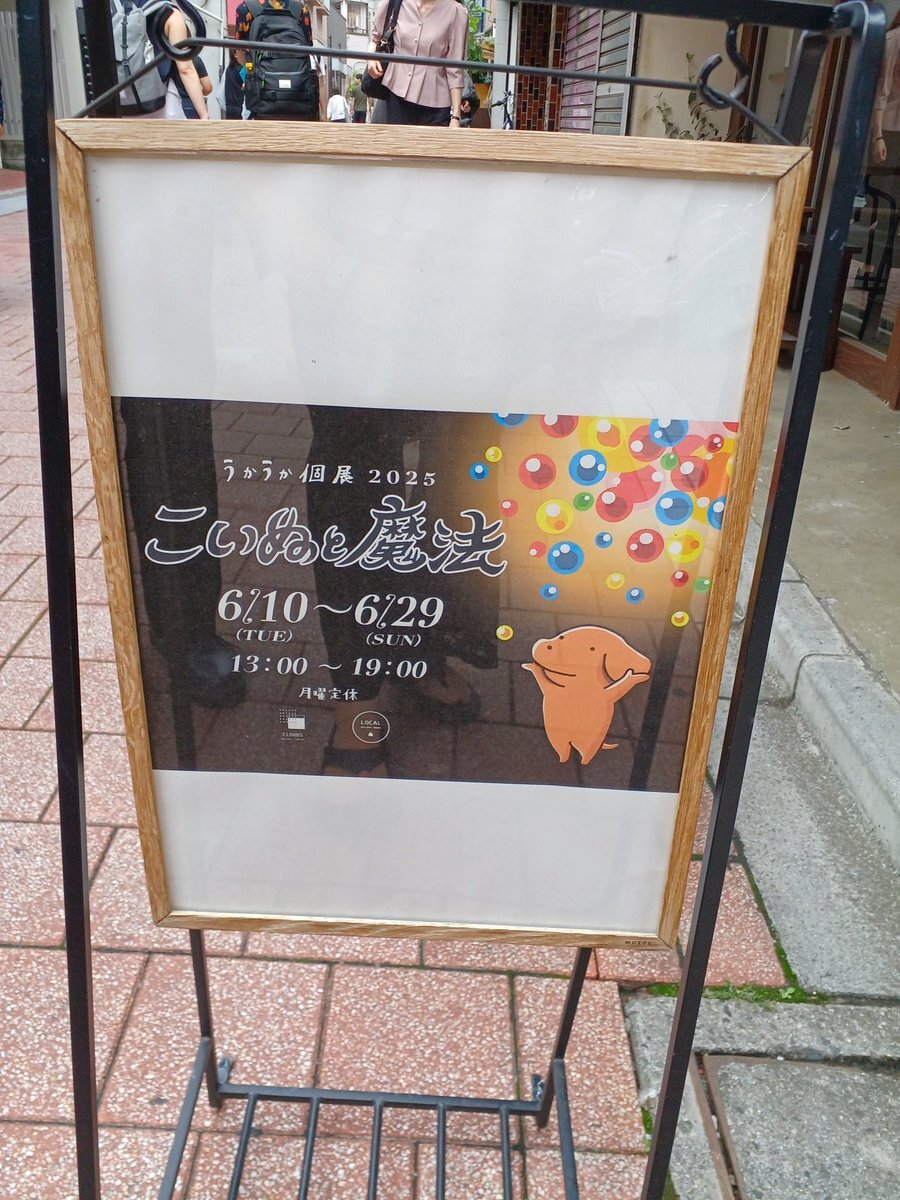 うかうか個展 2025
こいぬと魔法
6/10〜6/29
(TUE) (SUN)
13:00 〜 19:00
月曜定休
CLOUDS
LOCAL